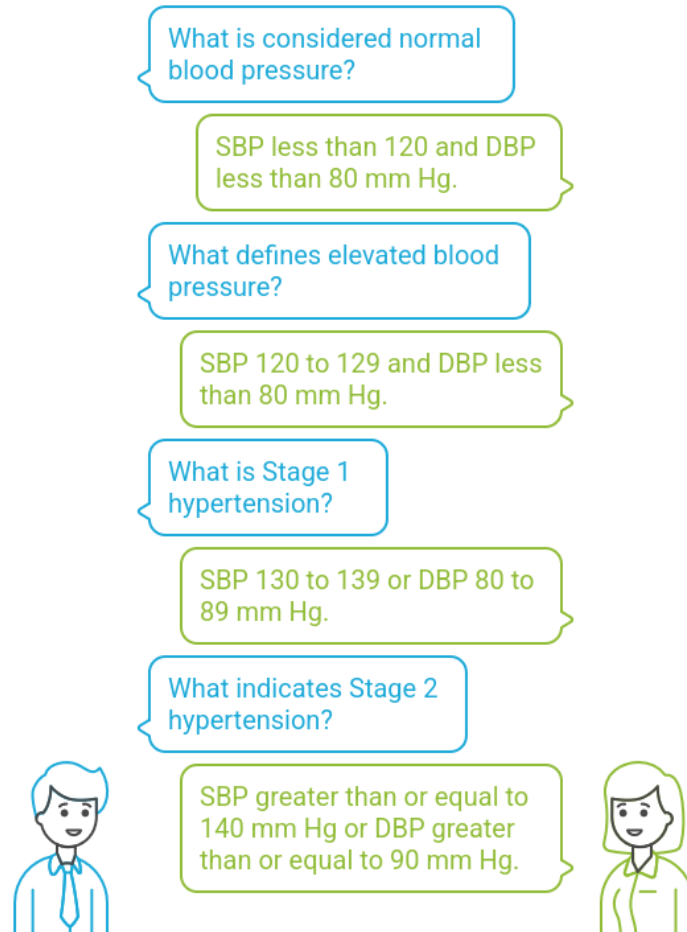 What is considered normal
blood pressure?
SBP less than 120 and DBP
less than 80 mm Hg.
What defines elevated blood
pressure?
SBP 120 to 129 and DBP less
than 80 mm Hg.
What is Stage 1
hypertension?
SBP 130 to 139 or DBP 80 to
89 mm Hg.
What indicates Stage 2
hypertension?
SBP greater than or equal to
140 mm Hg or DBP greater
than or equal to 90 mm Hg.